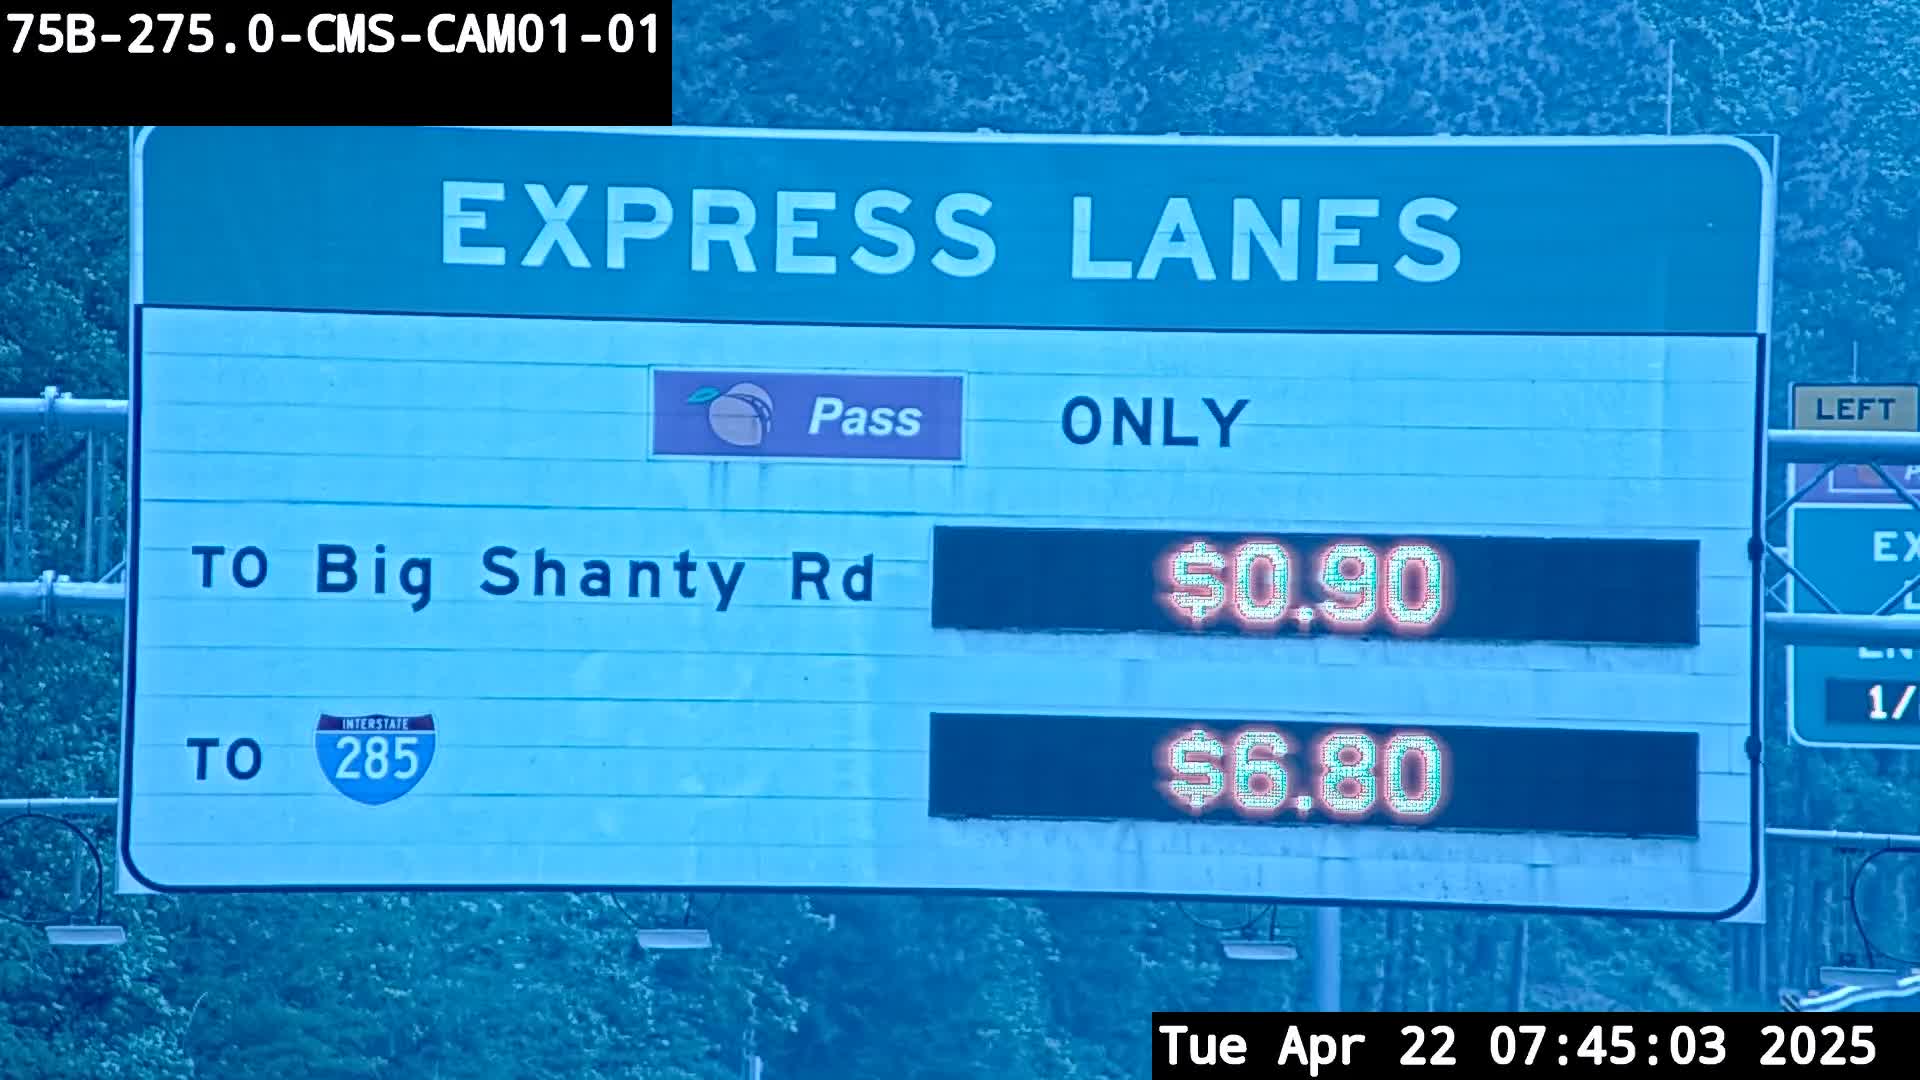 75B-275.0-CMS-CAM01-01
EXPRESS LANES
Pass ONLY
LEFT
TO Big Shanty Rd $0.90
TO INTERSTATE 285 $6.80
1/
Tue Apr 22 07:45:03 2025